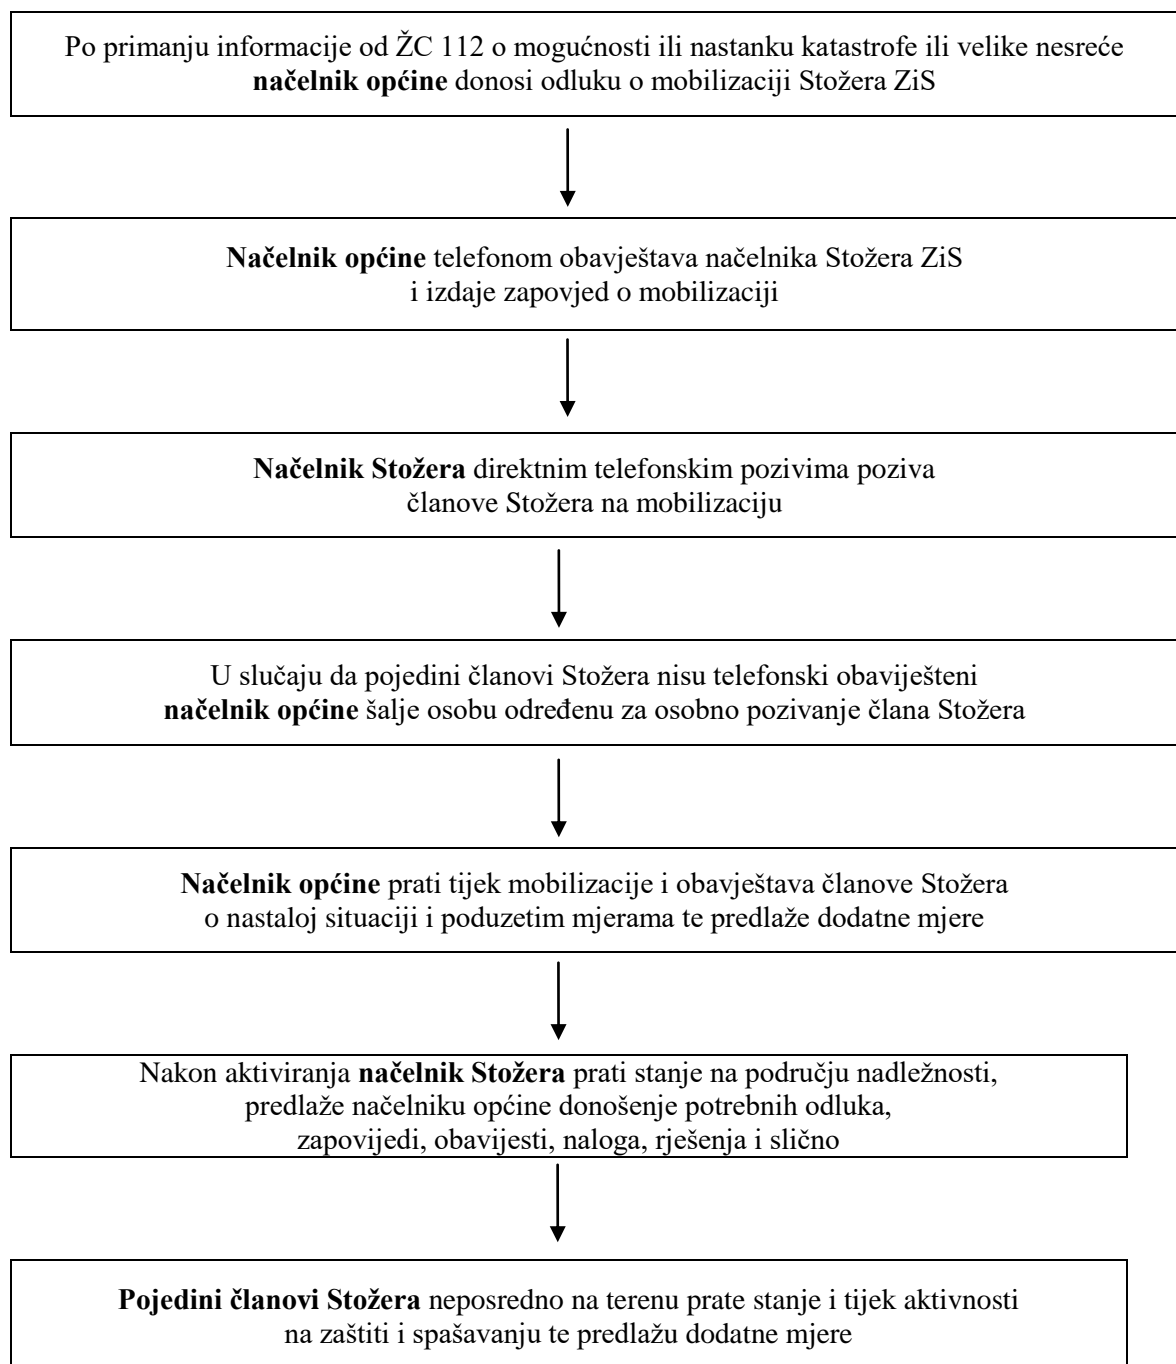 Po primanju informacije od ŽC 112 o mogućnosti ili nastanku katastrofe ili velike nesreće
načelnik općine donosi odluku o mobilizaciji Stožera ZiS
Načelnik općine telefonom obavještava načelnika Stožera ZiS
i izdaje zapovjed o mobilizaciji
Načelnik Stožera direktnim telefonskim pozivima poziva
članove Stožera na mobilizaciju
U slučaju da pojedini članovi Stožera nisu telefonski obaviješteni
načelnik općine šalje osobu određenu za osobno pozivanje člana Stožera
Načelnik općine prati tijek mobilizacije i obavještava članove Stožera
o nastaloj situaciji i poduzetim mjerama te predlaže dodatne mjere
Nakon aktiviranja načelnik Stožera prati stanje na području nadležnosti,
predlaže načelniku općine donošenje potrebnih odluka,
zapovijedi, obavijesti, naloga, rješenja i slično
Pojedini članovi Stožera neposredno na terenu prate stanje i tijek aktivnosti
na zaštiti i spašavanju te predlažu dodatne mjere